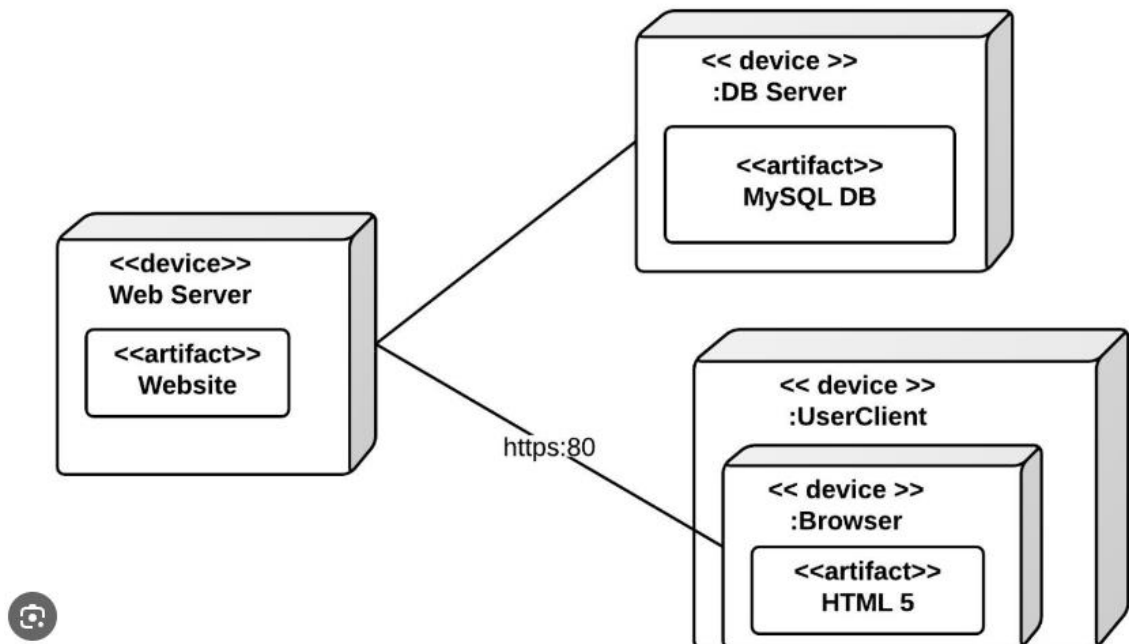 << device >>
:DB Server
<<artifact>>
MySQL DB
<<device>>
Web Server
<<artifact>>
Website
https:80
<< device >>
:UserClient
<< device >>
:Browser
<<artifact>>
HTML 5